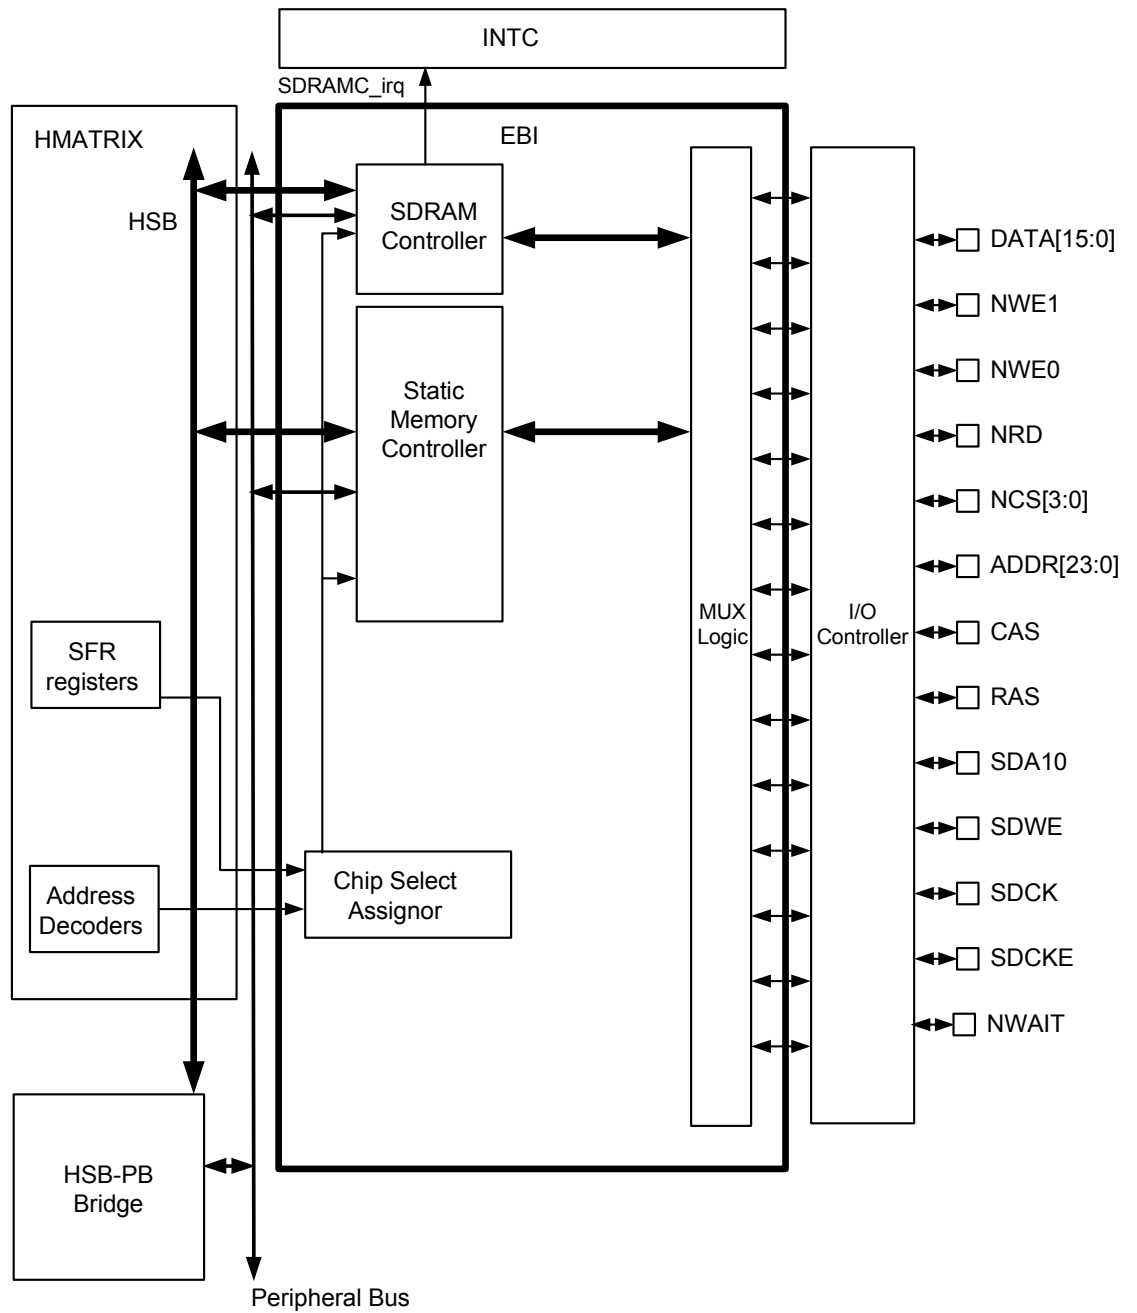 INTC
SDRAMC_irq
HMATRIX
EBI
HSB
SDRAM
Controller
DATA[15:0]
NWE1
NWE0
Static
Memory
Controller
NRD
NCS[3:0]
ADDR[23:0]
MUX
Logic
I/O
Controller
CAS
SFR
registers
RAS
SDA10
SDWE
Chip Select
Assignor
Address
Decoders
SDCK
SDCKE
NWAIT
HSB-PB
Bridge
Peripheral Bus